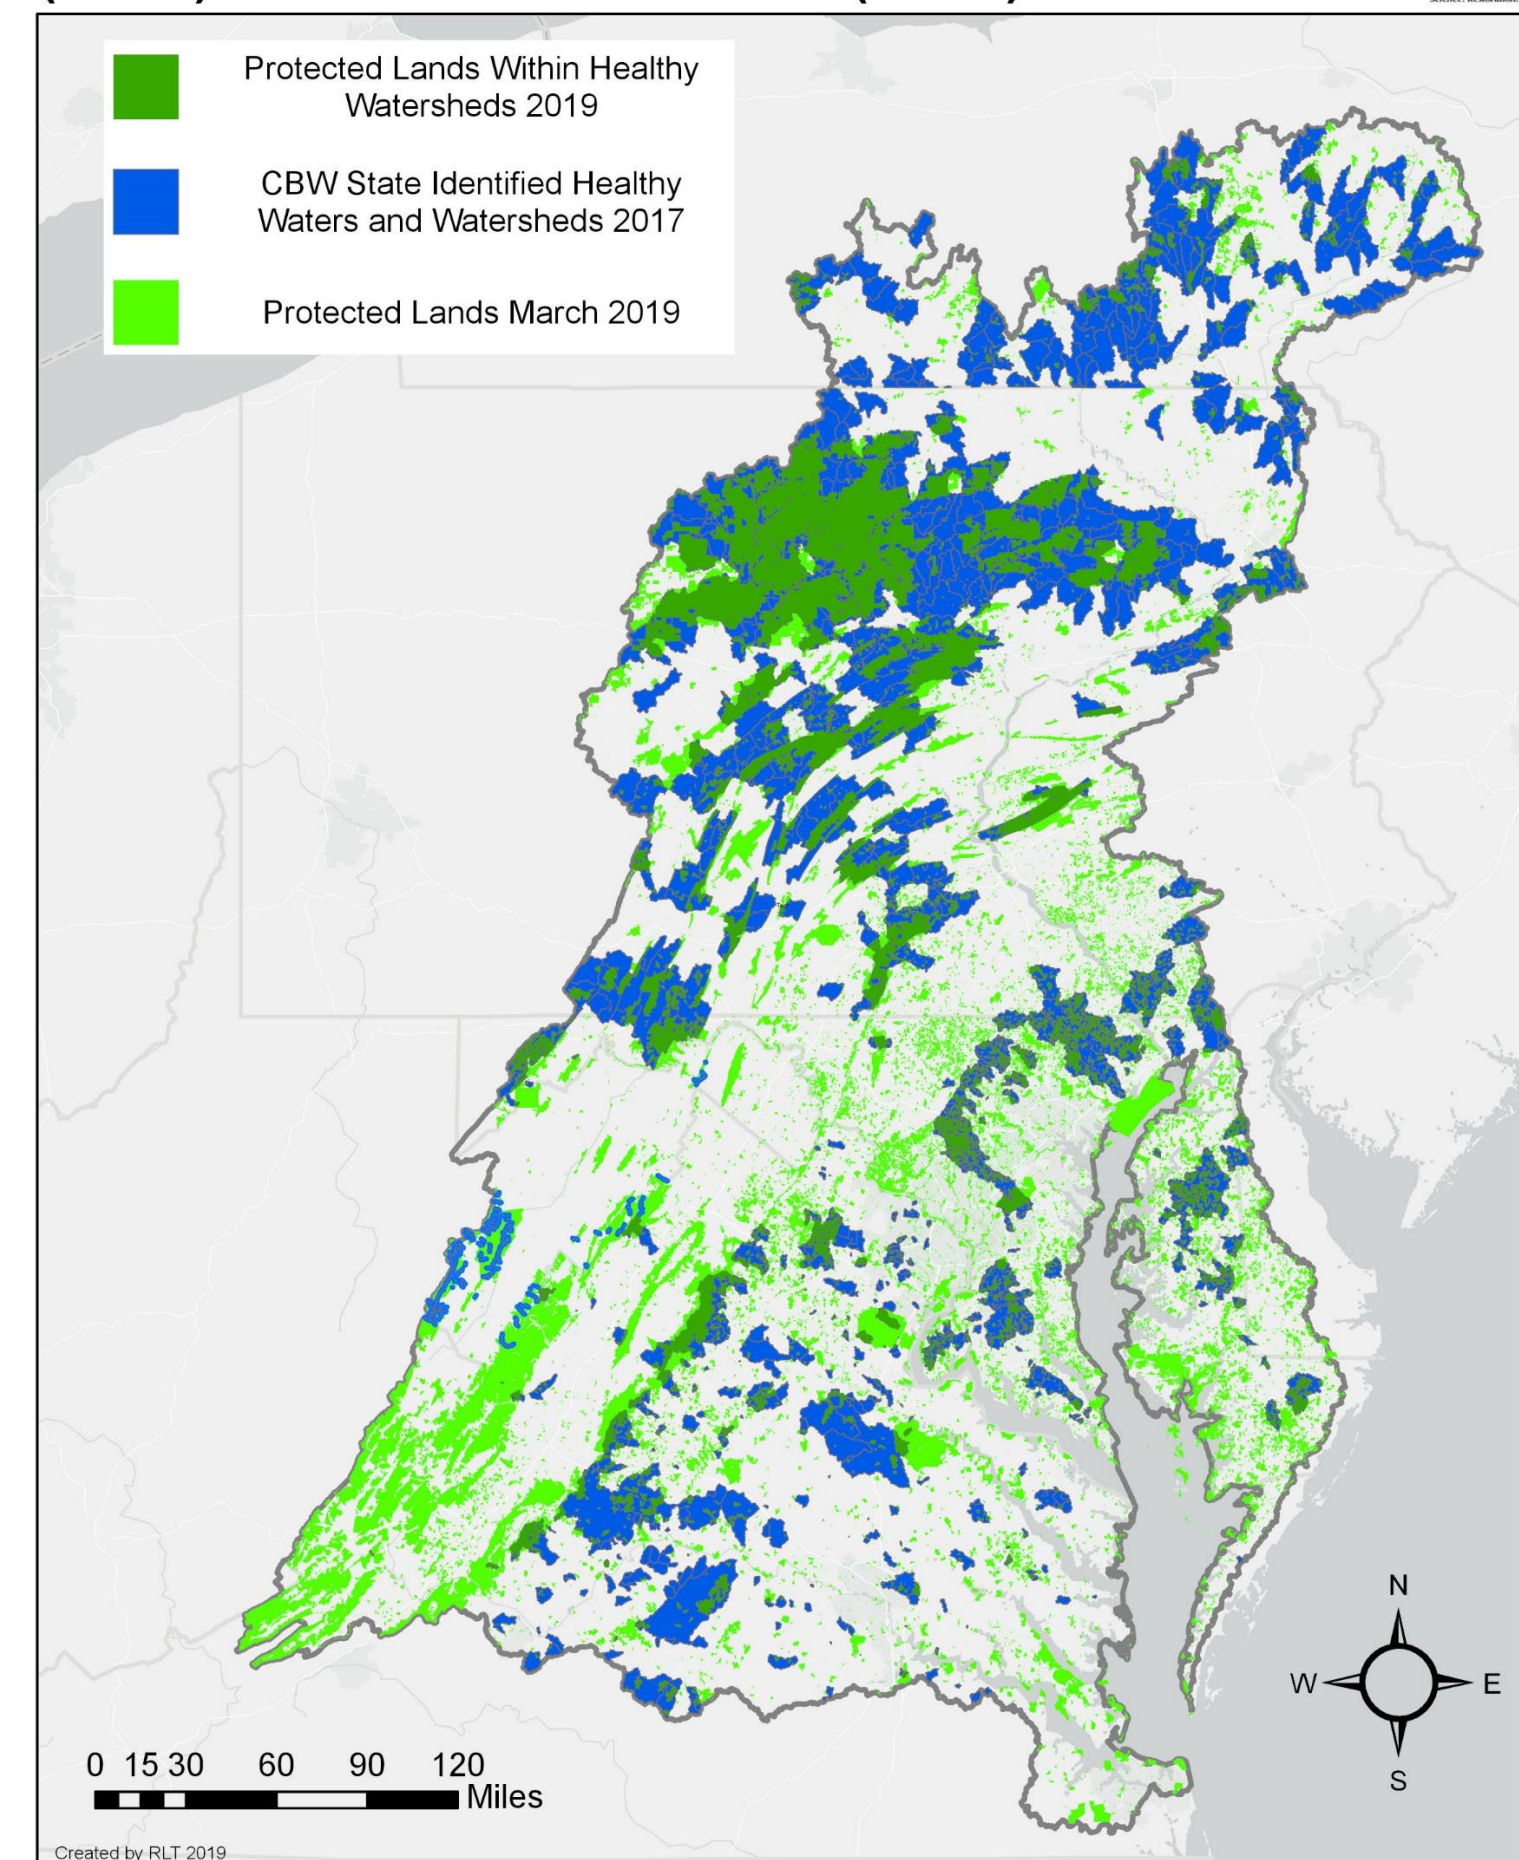 Protected Lands Within Healthy
Watersheds 2019
CBW State Identified Healthy
Waters and Watersheds 2017
Protected Lands March 2019
N
W
E
S
0 15 30 60 90 120
Miles
Created by RLT 2019